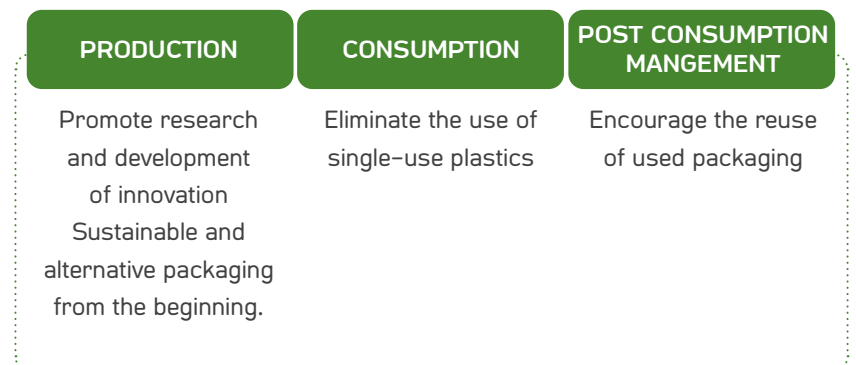 PRODUCTION
Promote research
and development
of innovation
Sustainable and
alternative packaging
from the beginning.
CONSUMPTION
Eliminate the use of
single-use plastics
POST CONSUMPTION
MANGEMENT
Encourage the reuse
of used packaging